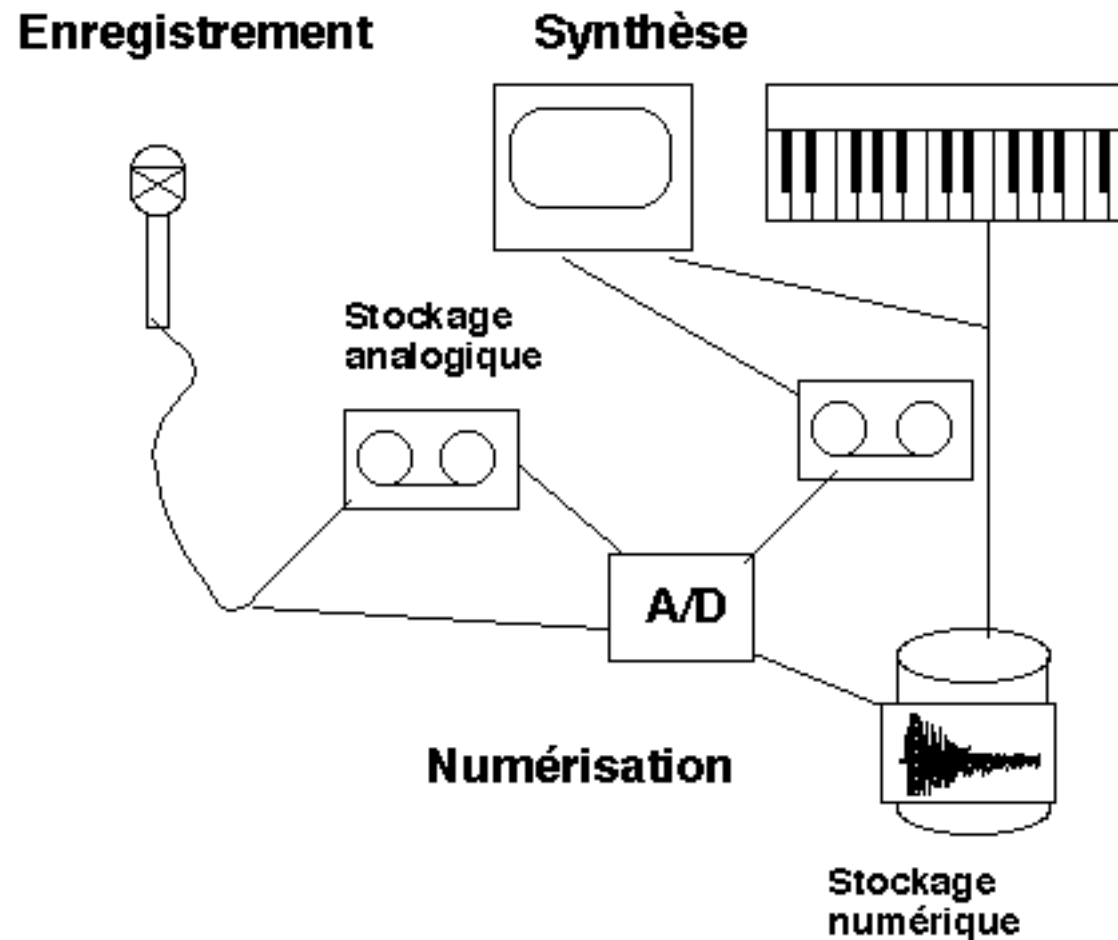 Enregistrement
Synthèse
Stockage
analogique
A/D
Numérisation
Stockage
numérique